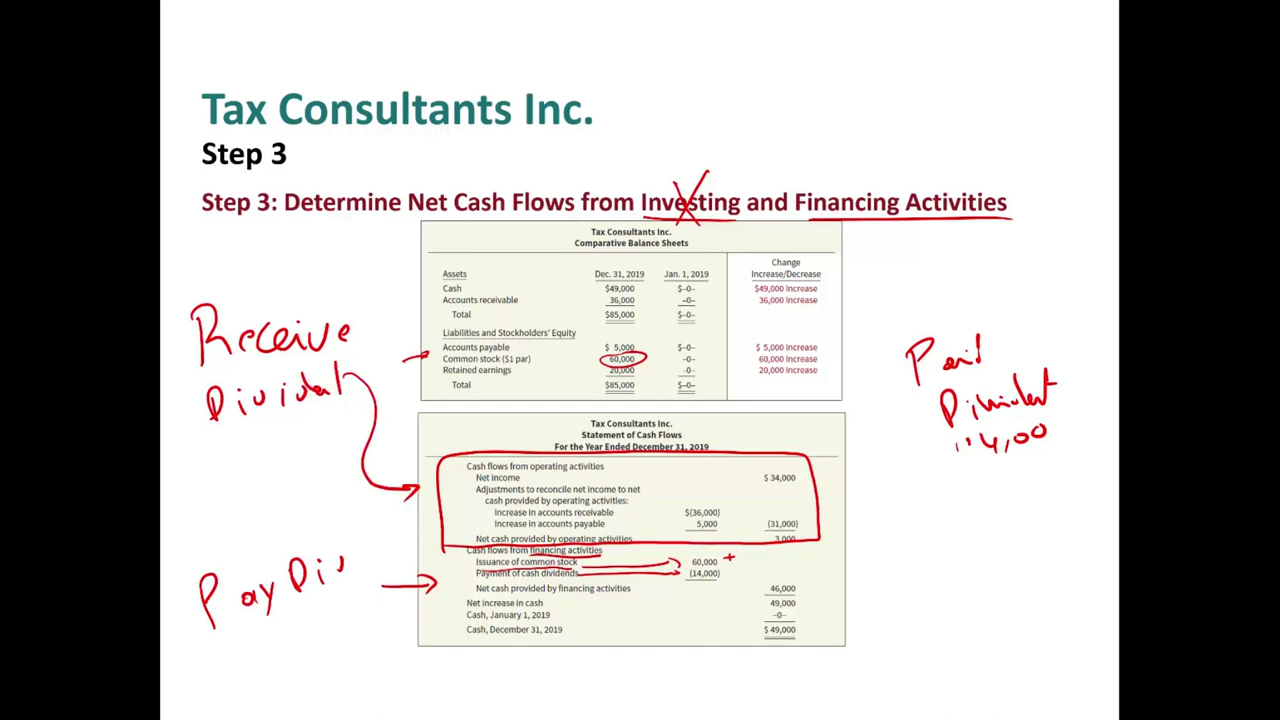 Tax Consultants Inc.
Step 3
Step 3: Determine Net Cash Flows from Investing and Financing Activities
Tax Consultants Inc.
Comparative Balance Sheets
Change
Assets Dec. 31, 2019 Jan. 1, 2019 Increase/Decrease
Cash $49,000 $–0– $49,000 Increase
Accounts receivable 36,000 –0– 36,000 Increase
Total $85,000 $–0–
Liabilities and Stockholders' Equity
Accounts payable $ 5,000 $–0– $ 5,000 Increase
Common stock ($1 par) 60,000 –0– 60,000 Increase
Retained earnings 20,000 –0– 20,000 Increase
Total $85,000 $–0–
Receive
Paid
Tax Consultants Inc.
Statement of Cash Flows
For the Year Ended December 31, 2019
Cash flows from operating activities
Net income $ 34,000
Adjustments to reconcile net income to net
cash provided by operating activities:
Increase in accounts receivable $(36,000)
Increase in accounts payable 5,000 (31,000)
Net cash provided by operating activities 3,000
Cash flows from financing activities
Issuance of common stock 60,000 +
Payment of cash dividends (14,000)
Net cash provided by financing activities 46,000
Net increase in cash 49,000
Cash, January 1, 2019 –0–
Cash, December 31, 2019 $ 49,000
Pay Div